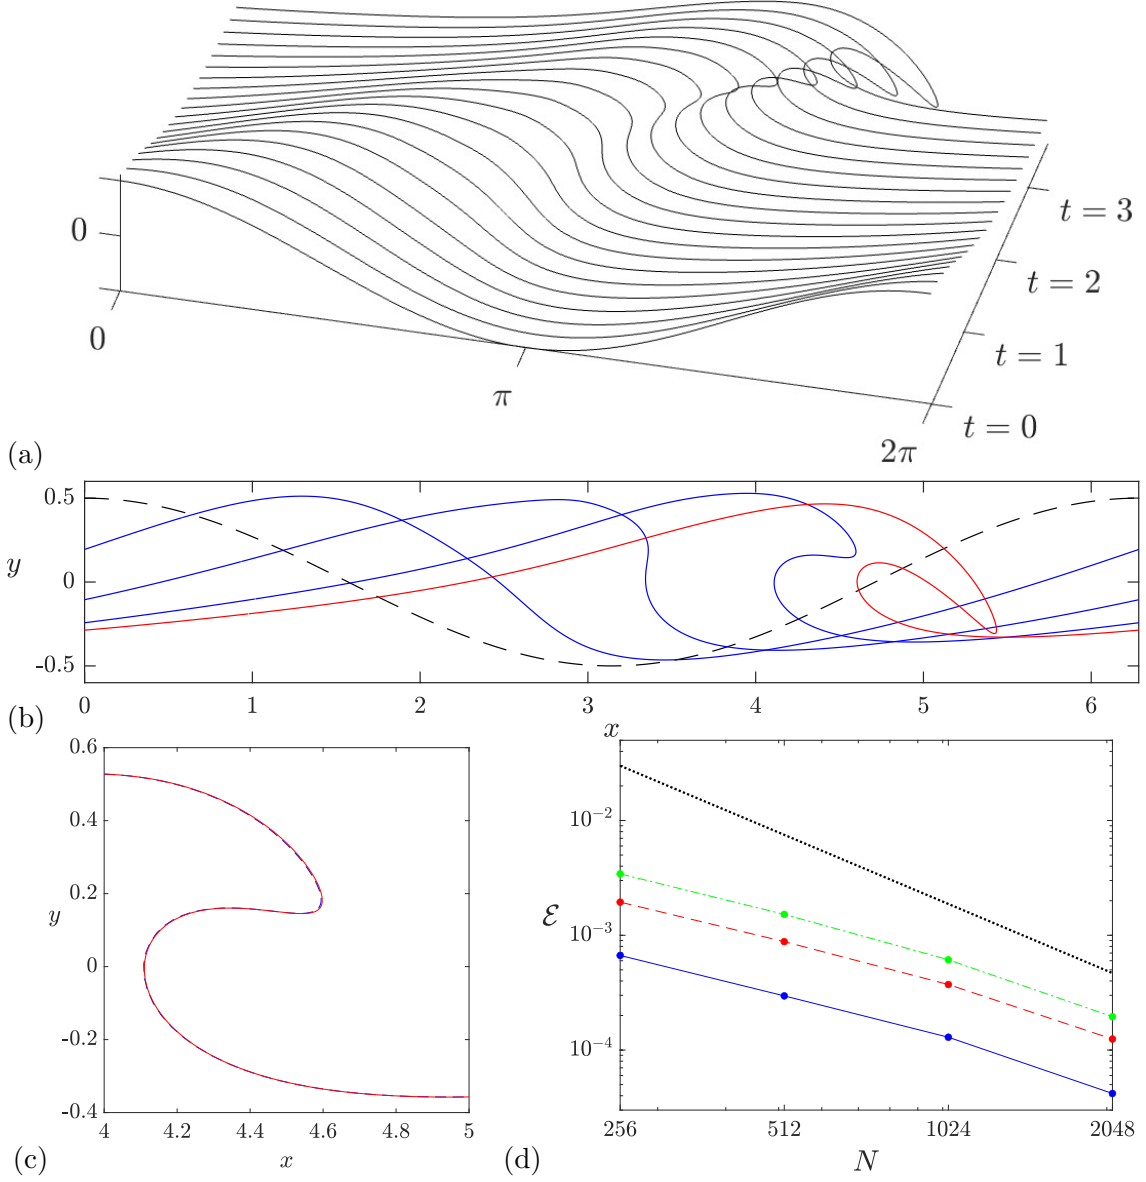 0
0
π
2π
t = 0
t = 1
t = 2
t = 3
(a)
0.5
0
-0.5
y
0 1 2 3 4 5 6
x
(b)
0.6
0.4
0.2
0
-0.2
-0.4
y
4 4.2 4.4 4.6 4.8 5
x
(c)
10⁻²
10⁻³
10⁻⁴
ℰ
256 512 1024 2048
N
(d)